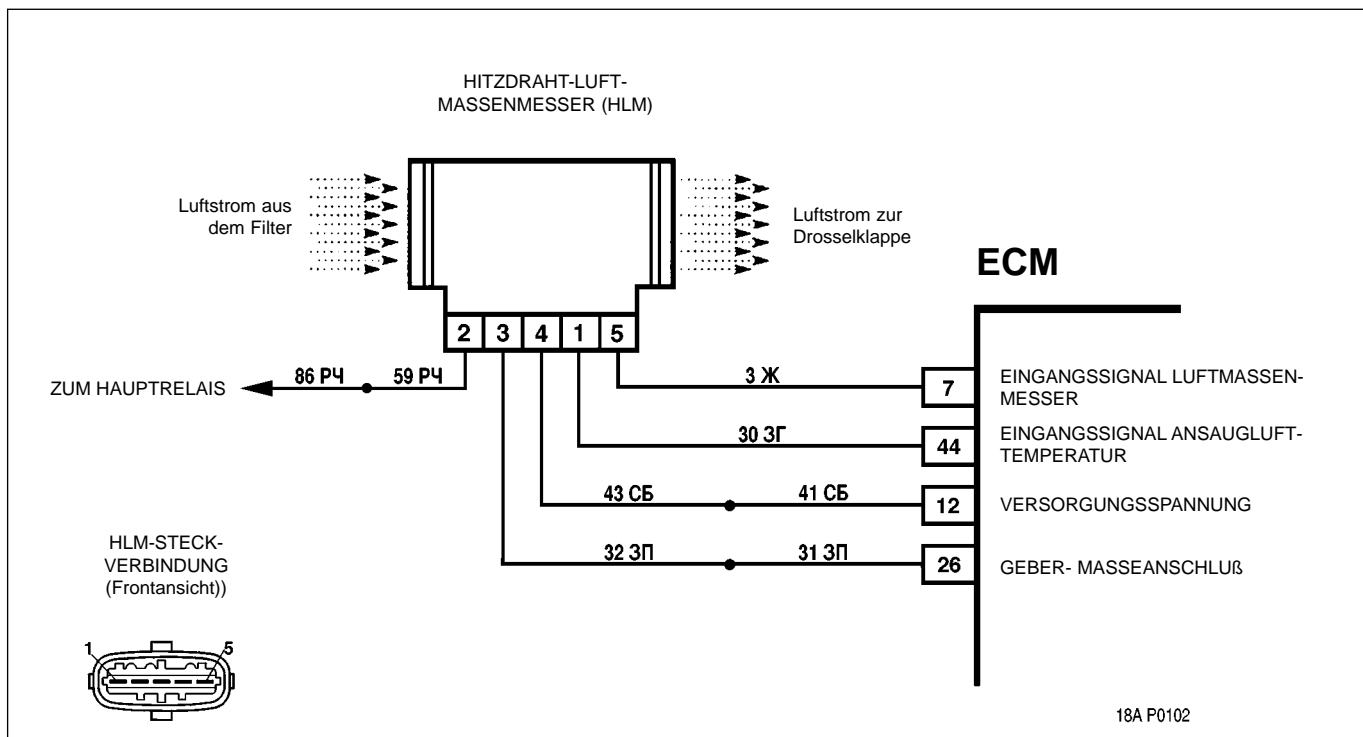 HITZDRAHT-LUFT-
MASSENMESSER (HLM)
Luftstrom aus
dem Filter
Luftstrom zur
Drosselklappe
ECM
2 3 4 1 5
ZUM HAUPTRELAIS
86 РЧ 59 РЧ
3 Ж
7
EINGANGSSIGNAL LUFTMASSEN-
MESSER
30 ЗГ
44
EINGANGSSIGNAL ANSAUGLUFT-
TEMPERATUR
43 СБ 41 СБ
12
VERSORGUNGSSPANNUNG
32 ЗП 31 ЗП
26
GEBER- MASSEANSCHLUß
HLM-STECK-
VERBINDUNG
(Frontansicht))
1 5
18A P0102